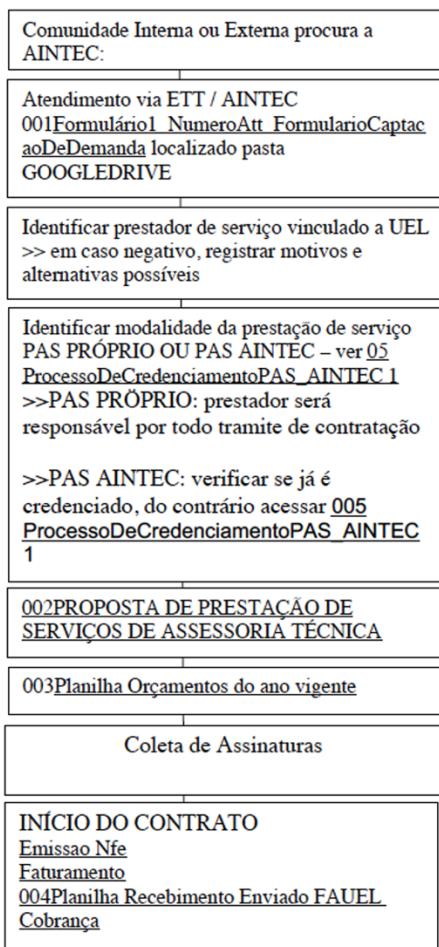 Comunidade Interna ou Externa procura a
AINTEC:
Atendimento via ETT / AINTEC
001Formulário1_NumeroAtt_FormularioCaptac
aoDeDemanda localizado pasta
GOOGLEDRIVE
Identificar prestador de serviço vinculado a UEL
>> em caso negativo, registrar motivos e
alternativas possíveis
Identificar modalidade da prestação de serviço
PAS PRÓPRIO OU PAS AINTEC – ver 05
ProcessoDeCredenciamentoPAS_AINTEC 1
>>PAS PRÖPRIO: prestador será
responsável por todo tramite de contratação
>>PAS AINTEC: verificar se já é
credenciado, do contrário acessar 005
ProcessoDeCredenciamentoPAS_AINTEC
1
002PROPOSTA DE PRESTAÇÃO DE
SERVIÇOS DE ASSESSORIA TÉCNICA
003Planilha Orçamentos do ano vigente
Coleta de Assinaturas
INÍCIO DO CONTRATO
Emissao Nfe
Faturamento
004Planilha Recebimento Enviado FAUEL
Cobrança